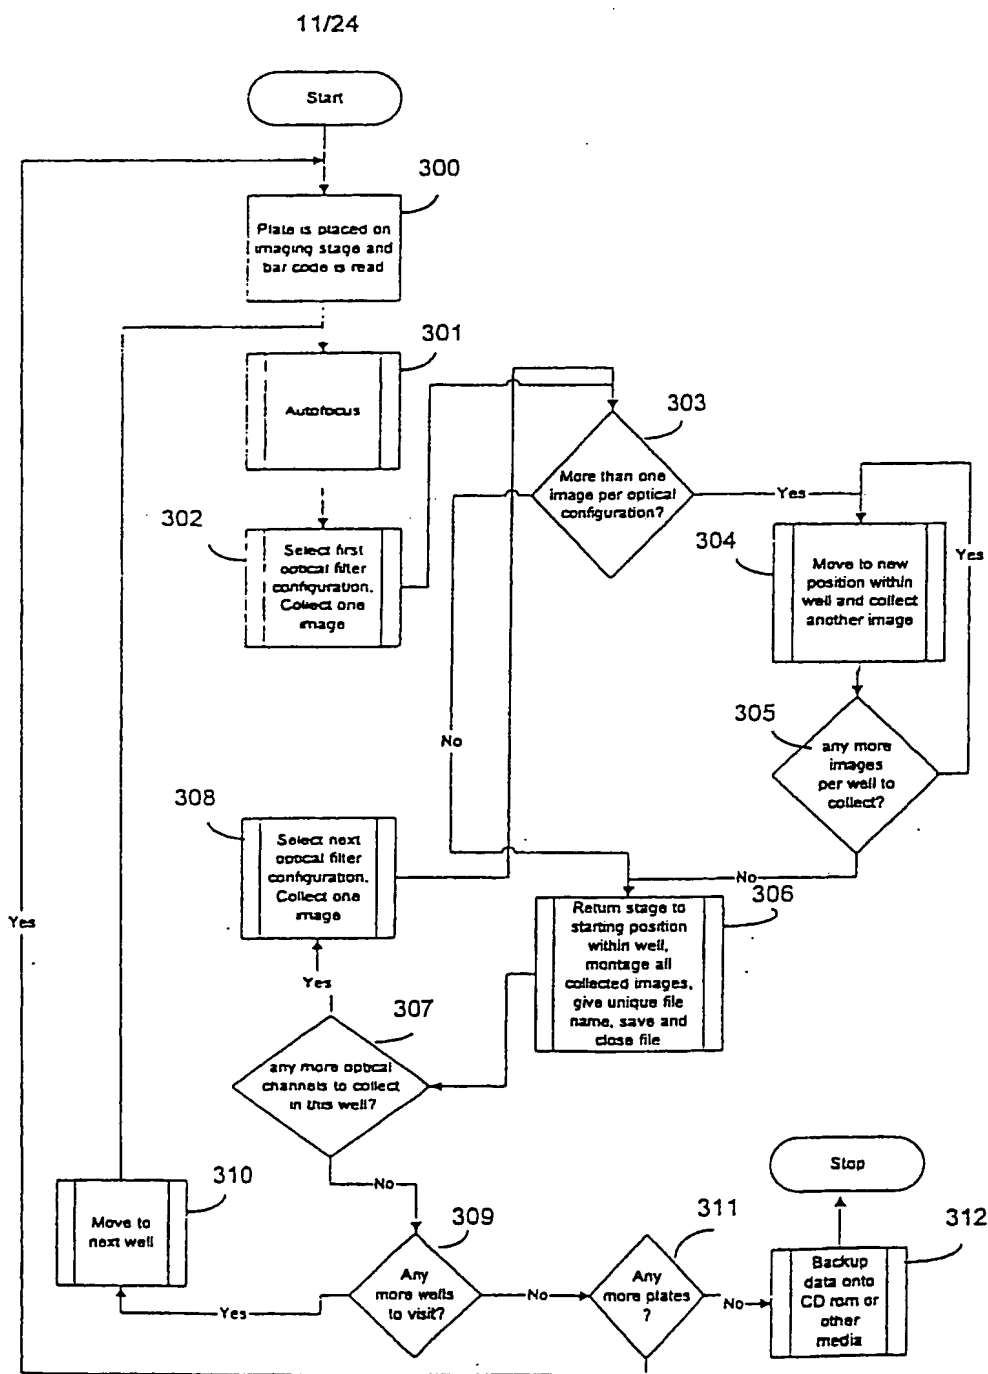 11/24
Start
300
Plate is placed on
imaging stage and
bar code is read
301
Autofocus
302
Select first
optical filter
configuration.
Collect one
image
303
More than one
image per optical
configuration?
Yes
No
304
Move to new
position within
well and collect
another image
Yes
305
any more
images
per well to
collect?
No
306
Return stage to
starting position
within well,
montage all
collected images,
give unique file
name, save and
close file
307
any more optical
channels to collect
in this well?
Yes
308
Select next
optical filter
configuration.
Collect one
image
No
309
Any
more wells
to visit?
Yes
310
Move to
next well
No
311
Any
more plates
?
Yes
No
312
Backup
data onto
CD rom or
other
media
Stop